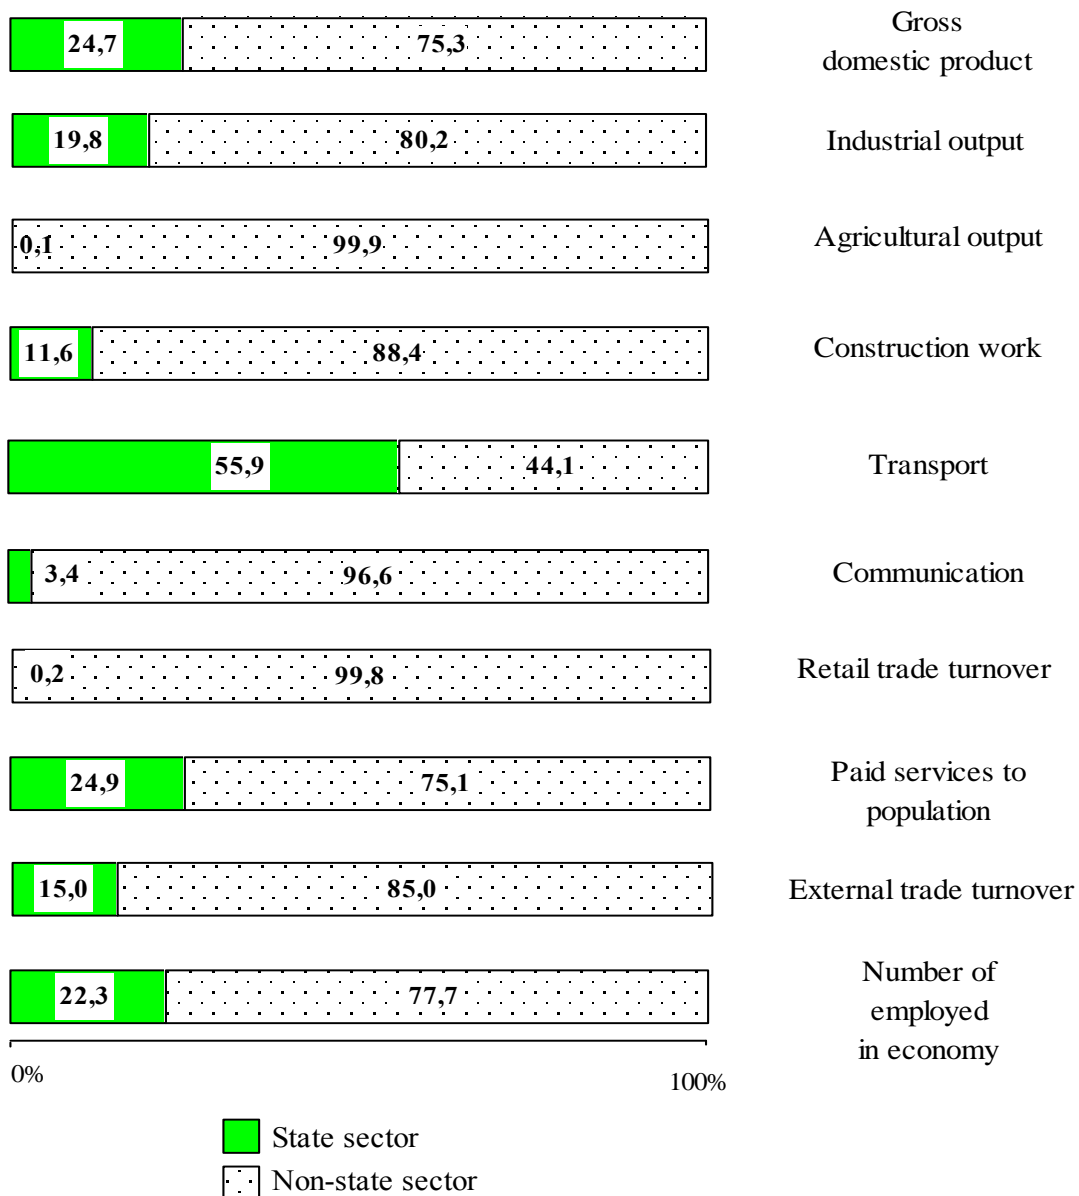 24,7 75,3 Gross
domestic product
19,8 80,2 Industrial output
0,1 99,9 Agricultural output
11,6 88,4 Construction work
55,9 44,1 Transport
3,4 96,6 Communication
0,2 99,8 Retail trade turnover
24,9 75,1 Paid services to
population
15,0 85,0 External trade turnover
22,3 77,7 Number of
employed
in economy
0% 100%
State sector
Non-state sector